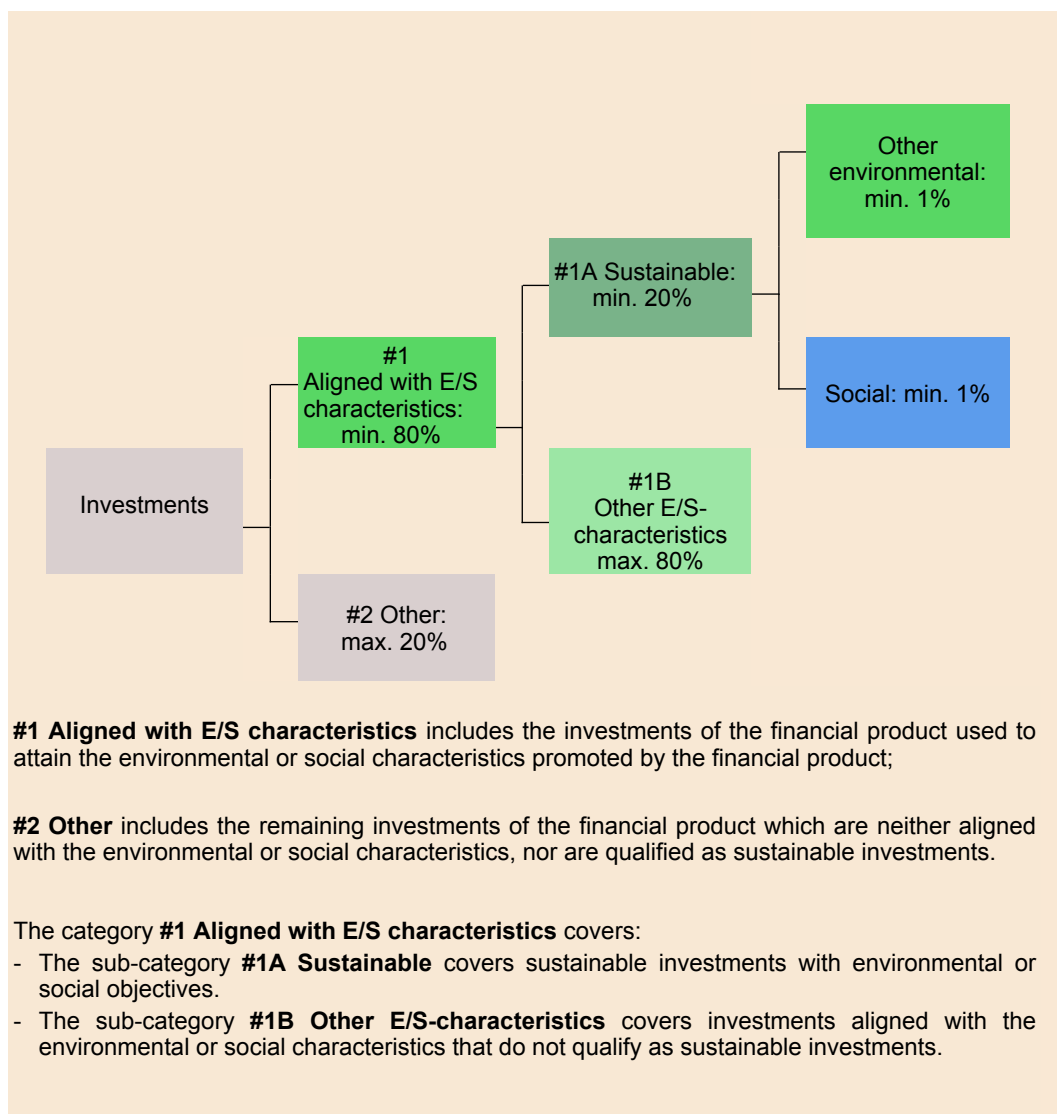 Other
environmental:
min. 1%
#1A Sustainable:
min. 20%
#1
Aligned with E/S
characteristics:
min. 80%
Social: min. 1%
Investments
#1B
Other E/S-
characteristics
max. 80%
#2 Other:
max. 20%
#1 Aligned with E/S characteristics includes the investments of the financial product used to
attain the environmental or social characteristics promoted by the financial product;
#2 Other includes the remaining investments of the financial product which are neither aligned
with the environmental or social characteristics, nor are qualified as sustainable investments.
The category #1 Aligned with E/S characteristics covers:
- The sub-category #1A Sustainable covers sustainable investments with environmental or
social objectives.
- The sub-category #1B Other E/S-characteristics covers investments aligned with the
environmental or social characteristics that do not qualify as sustainable investments.